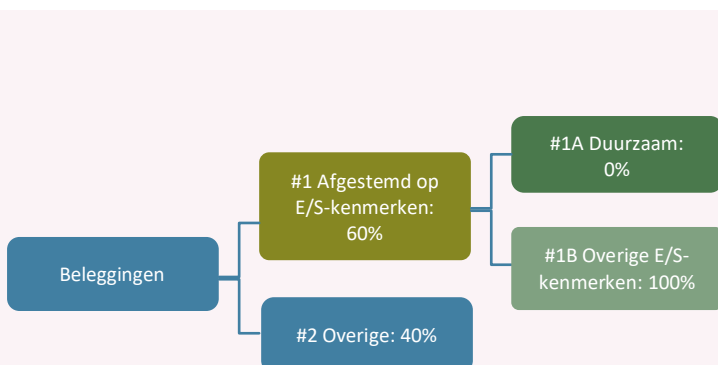 Beleggingen
#1 Afgestemd op
E/S-kenmerken:
60%
#2 Overige: 40%
#1A Duurzaam:
0%
#1B Overige E/S-
kenmerken: 100%